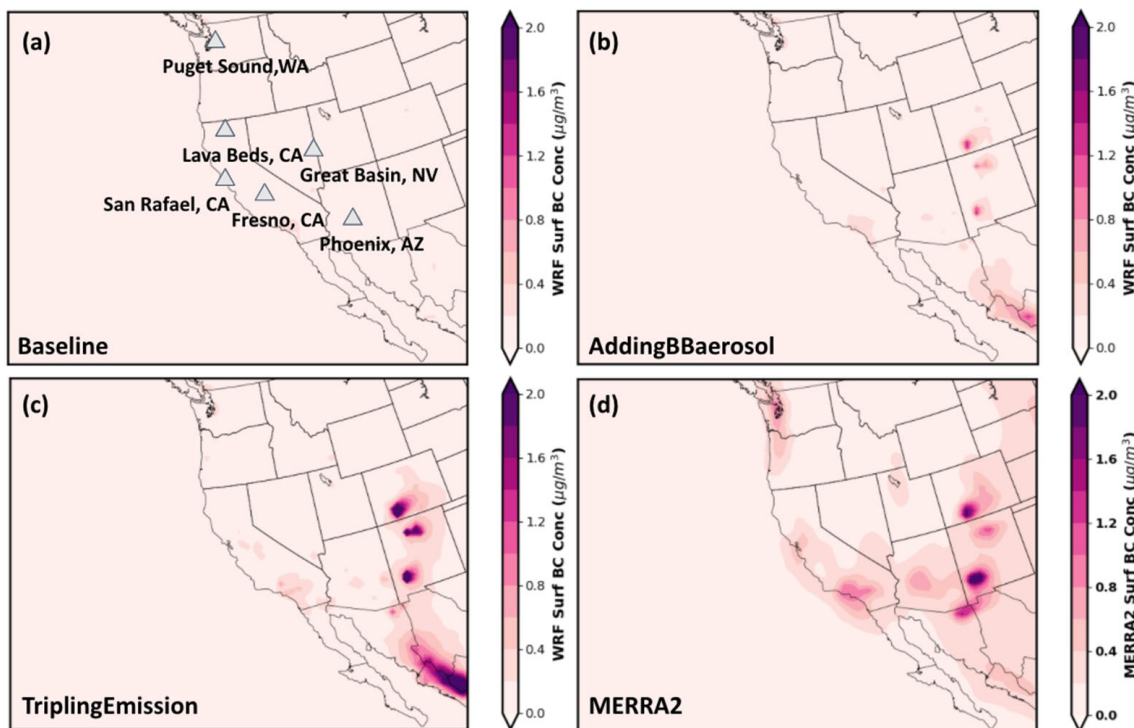 (a)
Puget Sound,WA
Lava Beds, CA
Great Basin, NV
San Rafael, CA
Fresno, CA
Phoenix, AZ
Baseline
2.0
1.6
1.2
0.8
0.4
0.0
WRF Surf BC Conc (μg/m³)
(b)
AddingBBaerosol
2.0
1.6
1.2
0.8
0.4
0.0
WRF Surf BC Conc (μg/m³)
(c)
TriplingEmission
2.0
1.6
1.2
0.8
0.4
0.0
WRF Surf BC Conc (μg/m³)
(d)
MERRA2
2.0
1.6
1.2
0.8
0.4
0.0
MERRA2 Surf BC Conc (μg/m³)